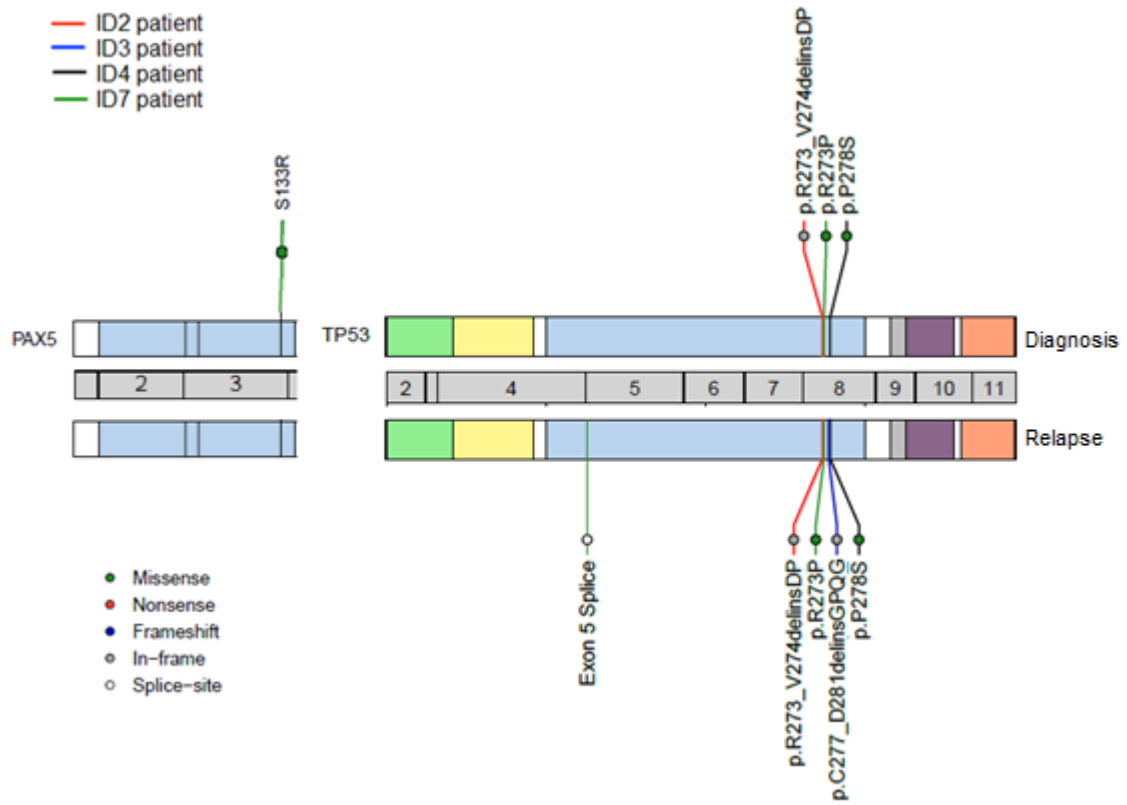 ID2 patient
ID3 patient
ID4 patient
ID7 patient
S133R
p.R273_V274delinsDP
p.R273P
p.P278S
PAX5
TP53
Diagnosis
2
3
2
4
5
6
7
8
9
10
11
Relapse
Exon 5 Splice
p.R273_V274delinsDP
p.R273P
p.C277_D281delinsGPQG
p.P278S
Missense
Nonsense
Frameshift
In-frame
Splice-site